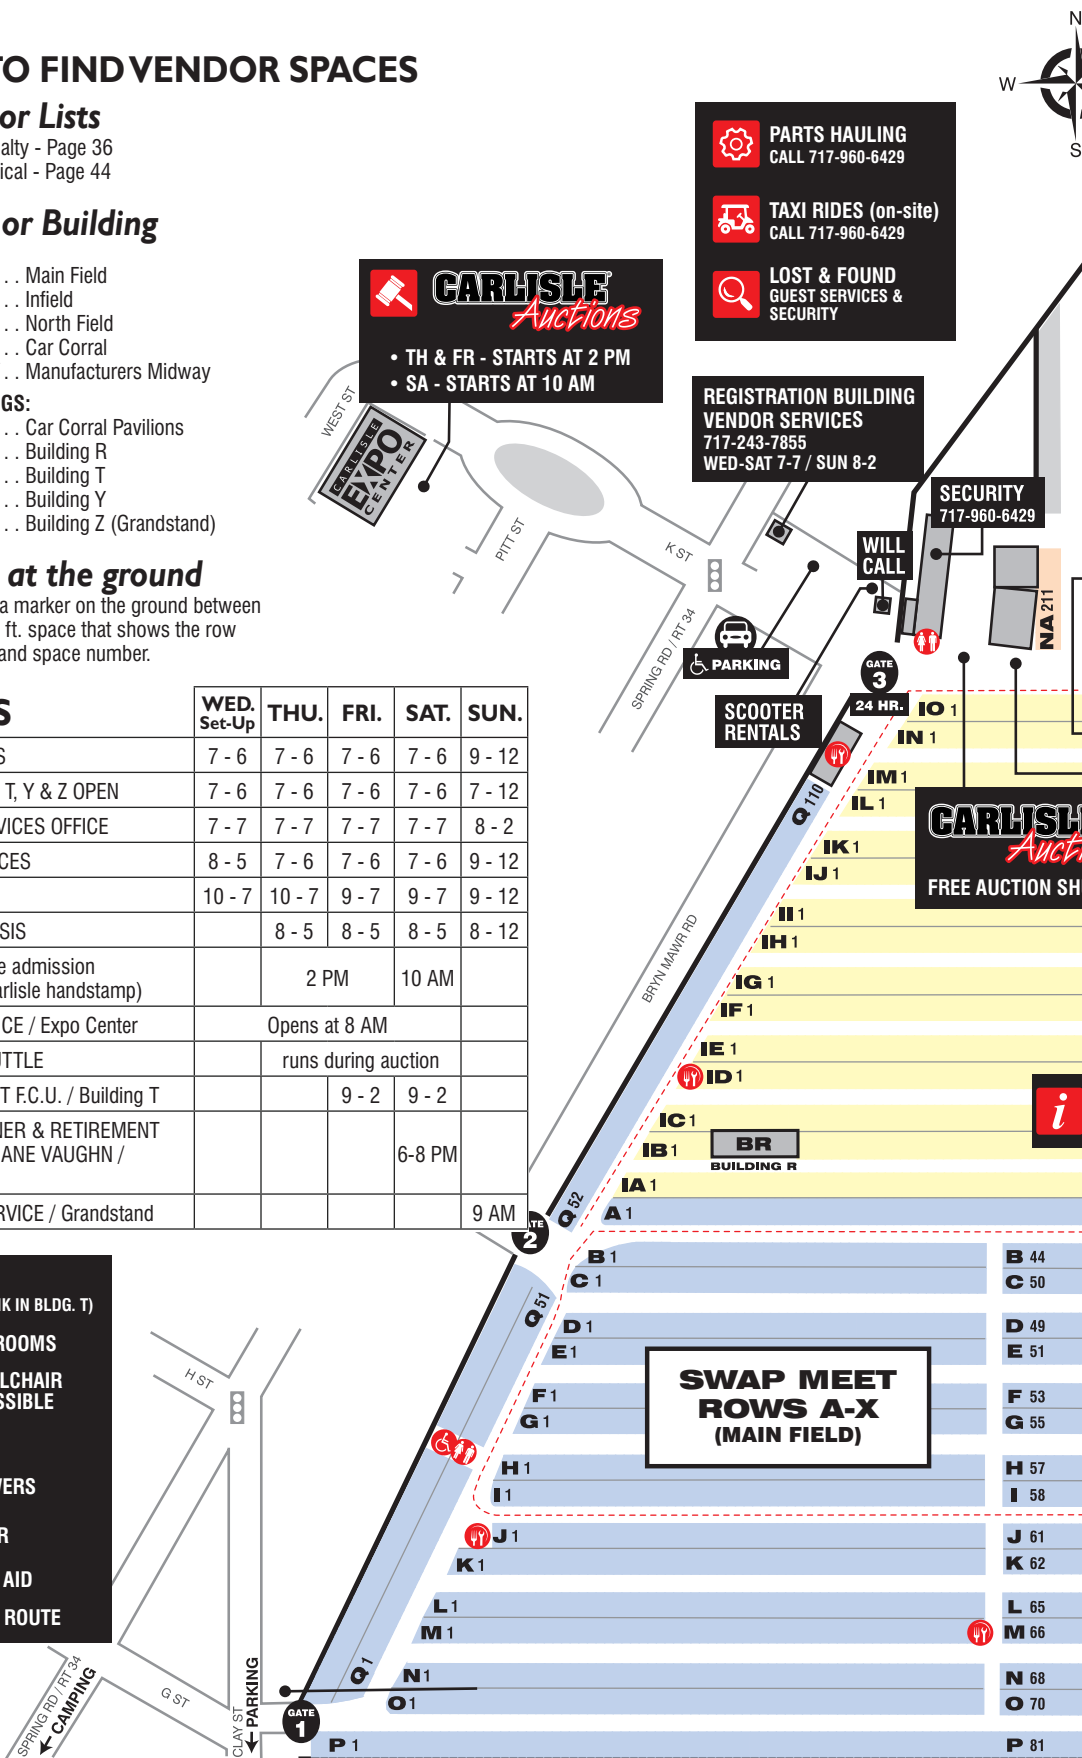 TO FIND VENDOR SPACES
or Lists
alty - Page 36
ical - Page 44
or Building
. . Main Field
. . Infield
. . North Field
. . Car Corral
. . Manufacturers Midway
GS:
. . Car Corral Pavilions
. . Building R
. . Building T
. . Building Y
. . Building Z (Grandstand)
at the ground
a marker on the ground between
ft. space that shows the row
and space number.
S
WED. Set-Up THU. FRI. SAT. SUN.
S 7 - 6 7 - 6 7 - 6 7 - 6 9 - 12
T, Y & Z OPEN 7 - 6 7 - 6 7 - 6 7 - 6 7 - 12
VICES OFFICE 7 - 7 7 - 7 7 - 7 7 - 7 8 - 2
CES 8 - 5 7 - 6 7 - 6 7 - 6 9 - 12
10 - 7 10 - 7 9 - 7 9 - 7 9 - 12
SIS 8 - 5 8 - 5 8 - 5 8 - 12
e admission
arlisle handstamp) 2 PM 10 AM
CE / Expo Center Opens at 8 AM
UTTLE runs during auction
T F.C.U. / Building T 9 - 2 9 - 2
NER & RETIREMENT
ANE VAUGHN / 6-8 PM
RVICE / Grandstand 9 AM
NK IN BLDG. T)
ROOMS
LCHAIR
SSIBLE
VERS
R
AID
ROUTE
CARLISLE
Auctions
• TH & FR - STARTS AT 2 PM
• SA - STARTS AT 10 AM
PARTS HAULING
CALL 717-960-6429
TAXI RIDES (on-site)
CALL 717-960-6429
LOST & FOUND
GUEST SERVICES &
SECURITY
N
W
S
REGISTRATION BUILDING
VENDOR SERVICES
717-243-7855
WED-SAT 7-7 / SUN 8-2
SECURITY
717-960-6429
WILL
CALL
WEST ST
CARLISLE
EXPO
CENTER
PITT ST
K ST
SPRING RD / RT 34
PARKING
SCOOTER
RENTALS
GATE
3
24 HR.
NA 211
BRYN MAWR RD
Q 110
IO 1
IN 1
IM 1
IL 1
IK 1
IJ 1
CARLISLE
Aucti
FREE AUCTION SH
II 1
IH 1
IG 1
IF 1
IE 1
ID 1
i
IC 1
IB 1
BR
BUILDING R
IA 1
A 1
Q 52
TE
2
Q 51
B 1 B 44
C 1 C 50
D 1 D 49
E 1 E 51
SWAP MEET
ROWS A-X
(MAIN FIELD)
F 1 F 53
G 1 G 55
H 1 H 57
I 1 I 58
J 1 J 61
K 1 K 62
L 1 L 65
M 1 M 66
N 1 N 68
O 1 O 70
P 1 P 81
Q 1
GATE
1
H ST
G ST
SPRING RD / RT 34
CAMPING
CLAY ST
PARKING